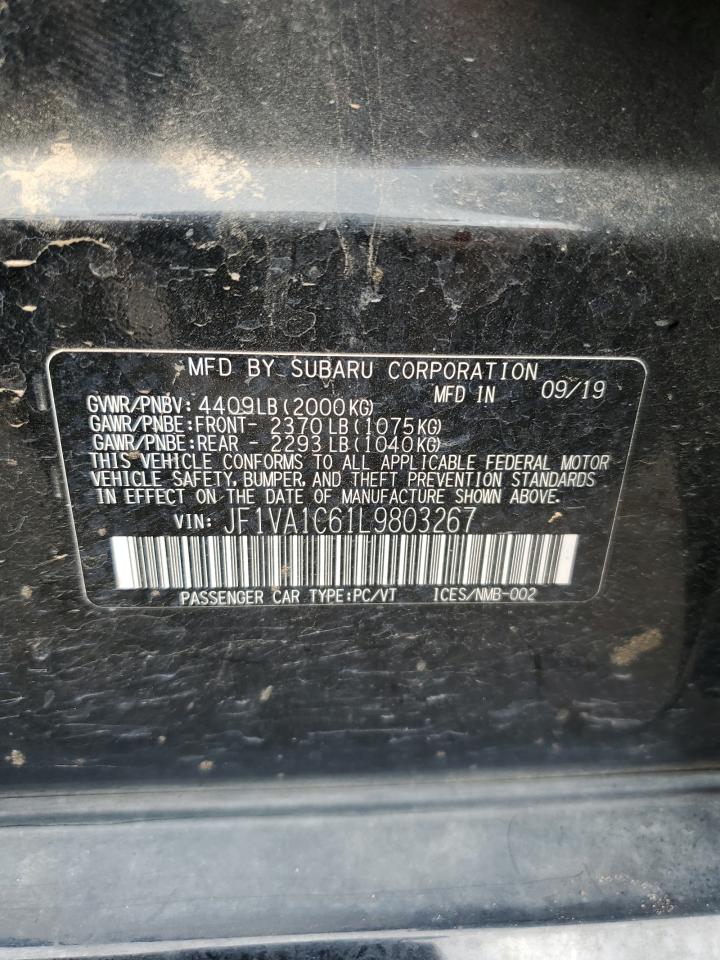 MFD BY SUBARU CORPORATION
MFD IN 09/19
GVWR/PNBV: 4409LB(2000KG)
GAWR/PNBE:FRONT- 2370LB(1075KG)
GAWR/PNBE:REAR - 2293LB(1040KG)
THIS VEHICLE CONFORMS TO ALL APPLICABLE FEDERAL MOTOR
VEHICLE SAFETY, BUMPER, AND THEFT PREVENTION STANDARDS
IN EFFECT ON THE DATE OF MANUFACTURE SHOWN ABOVE.
VIN: JF1VA1C61L9803267
PASSENGER CAR TYPE:PC/VT ICES/NMB-002